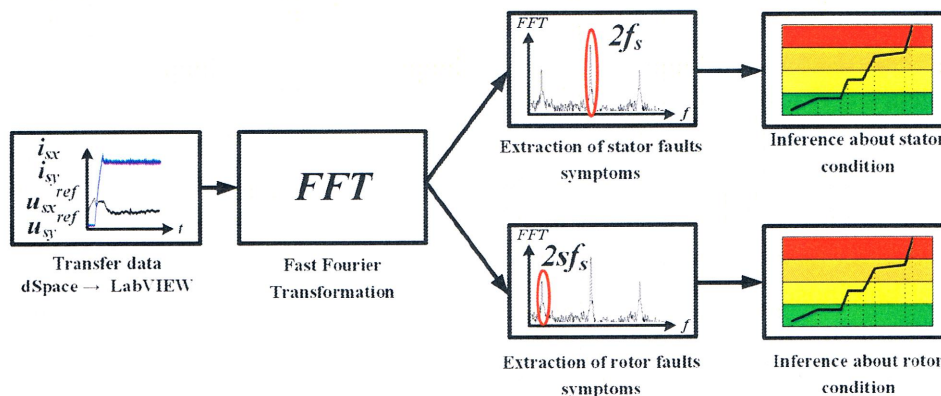 i_sx
i_sy
u_sx^ref
u_sy^ref
t
Transfer data
dSpace → LabVIEW
FFT
Fast Fourier
Transformation
FFT
2f_s
f
Extraction of stator faults
symptoms
Inference about stator
condition
FFT
2sf_s
f
Extraction of rotor faults
symptoms
Inference about rotor
condition